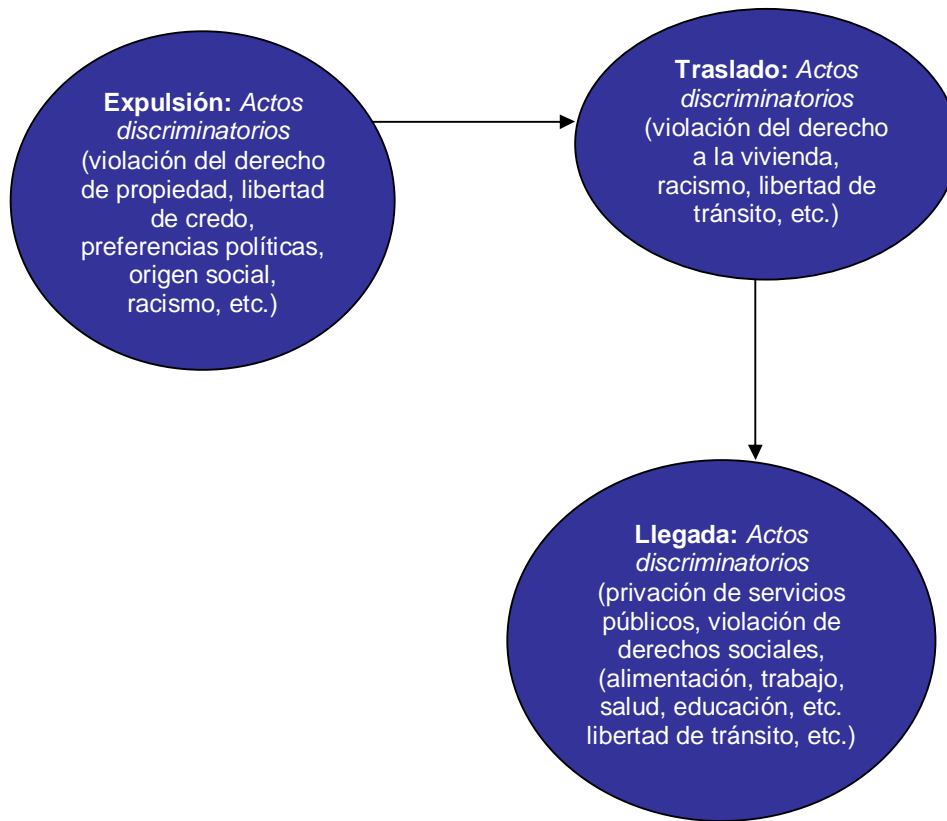 Expulsión: Actos
discriminatorios
(violación del derecho
de propiedad, libertad
de credo,
preferencias políticas,
origen social,
racismo, etc.)
Traslado: Actos
discriminatorios
(violación del derecho
a la vivienda,
racismo, libertad de
tránsito, etc.)
Llegada: Actos
discriminatorios
(privación de servicios
públicos, violación de
derechos sociales,
(alimentación, trabajo,
salud, educación, etc.
libertad de tránsito, etc.)